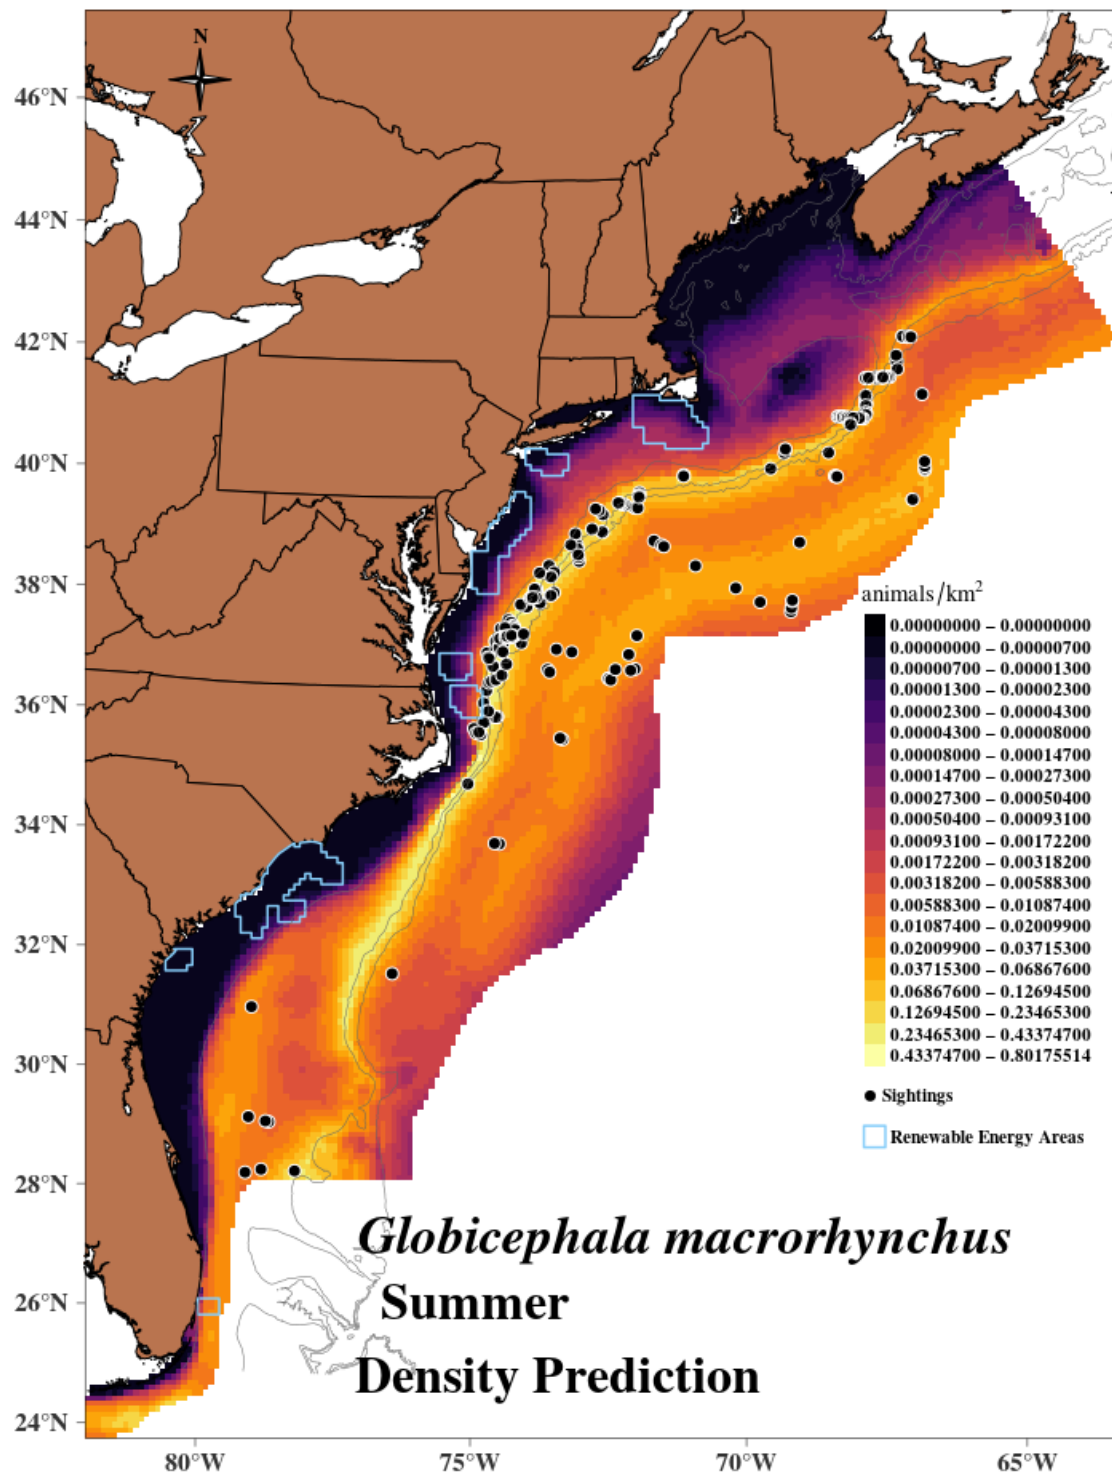 N
46°N
44°N
42°N
40°N
38°N
36°N
34°N
32°N
30°N
28°N
26°N
24°N
animals/km²
0.00000000 – 0.00000000
0.00000000 – 0.00000700
0.00000700 – 0.00001300
0.00001300 – 0.00002300
0.00002300 – 0.00004300
0.00004300 – 0.00008000
0.00008000 – 0.00014700
0.00014700 – 0.00027300
0.00027300 – 0.00050400
0.00050400 – 0.00093100
0.00093100 – 0.00172200
0.00172200 – 0.00318200
0.00318200 – 0.00588300
0.00588300 – 0.01087400
0.01087400 – 0.02009900
0.02009900 – 0.03715300
0.03715300 – 0.06867600
0.06867600 – 0.12694500
0.12694500 – 0.23465300
0.23465300 – 0.43374700
0.43374700 – 0.80175514
Sightings
Renewable Energy Areas
Globicephala macrorhynchus
Summer
Density Prediction
80°W
75°W
70°W
65°W